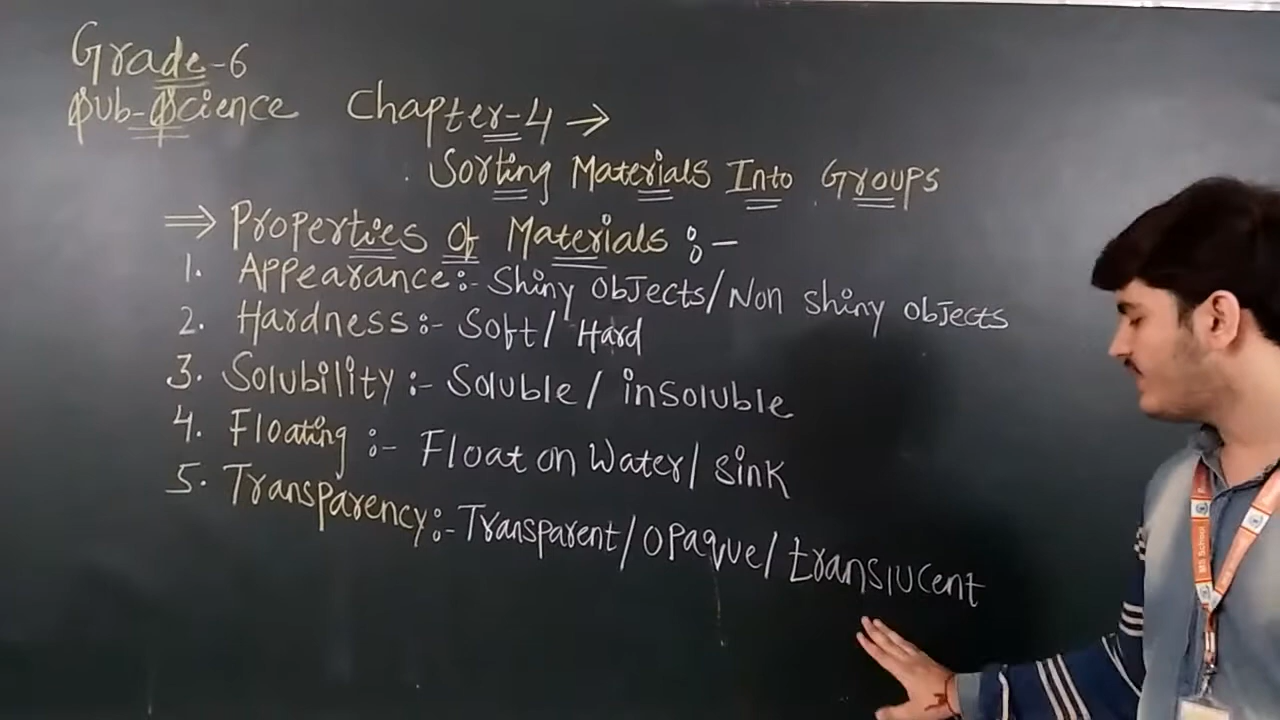 Grade-6
Sub-Science Chapter-4 →
Sorting Materials Into Groups
⇒ Properties of Materials :-
1. Appearance:- Shiny Objects/Non shiny objects
2. Hardness:- Soft/ Hard
3. Solubility :- Soluble / insoluble
4. Floating :- Float on Water/ sink
5. Transparency:- Transparent/opaque/translucent
MS School